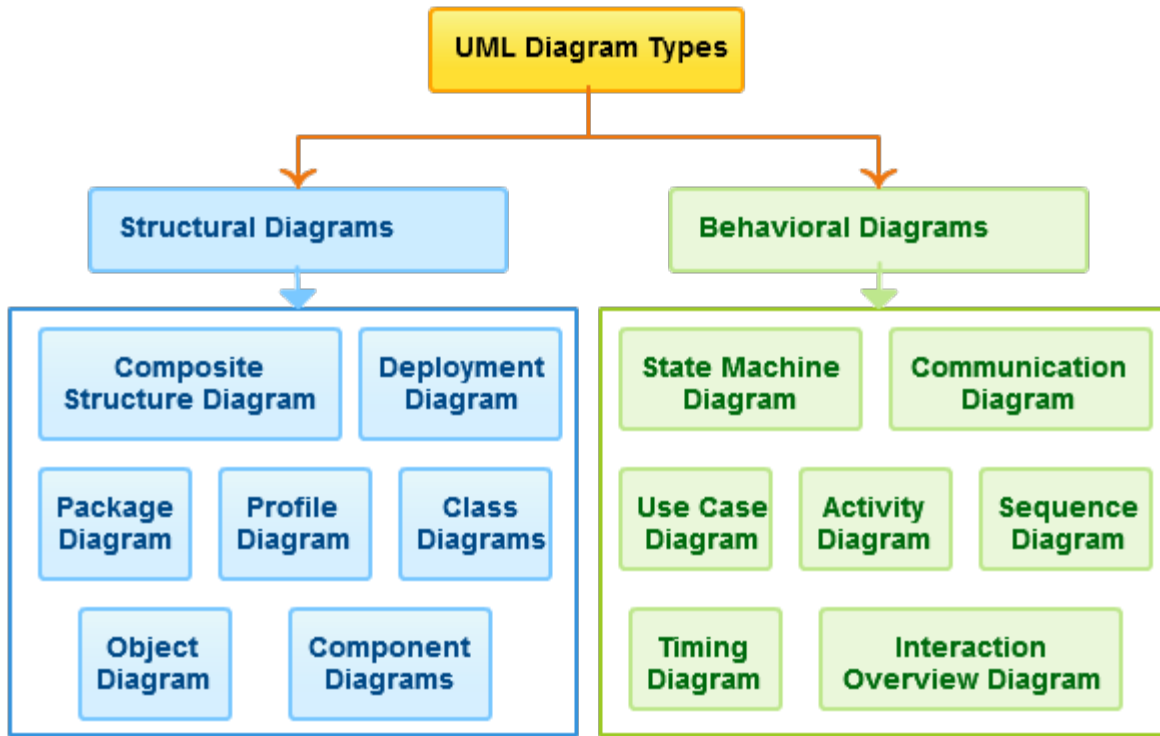 UML Diagram Types
Structural Diagrams
Behavioral Diagrams
Composite
Structure Diagram
Deployment
Diagram
Package
Diagram
Profile
Diagram
Class
Diagrams
Object
Diagram
Component
Diagrams
State Machine
Diagram
Communication
Diagram
Use Case
Diagram
Activity
Diagram
Sequence
Diagram
Timing
Diagram
Interaction
Overview Diagram